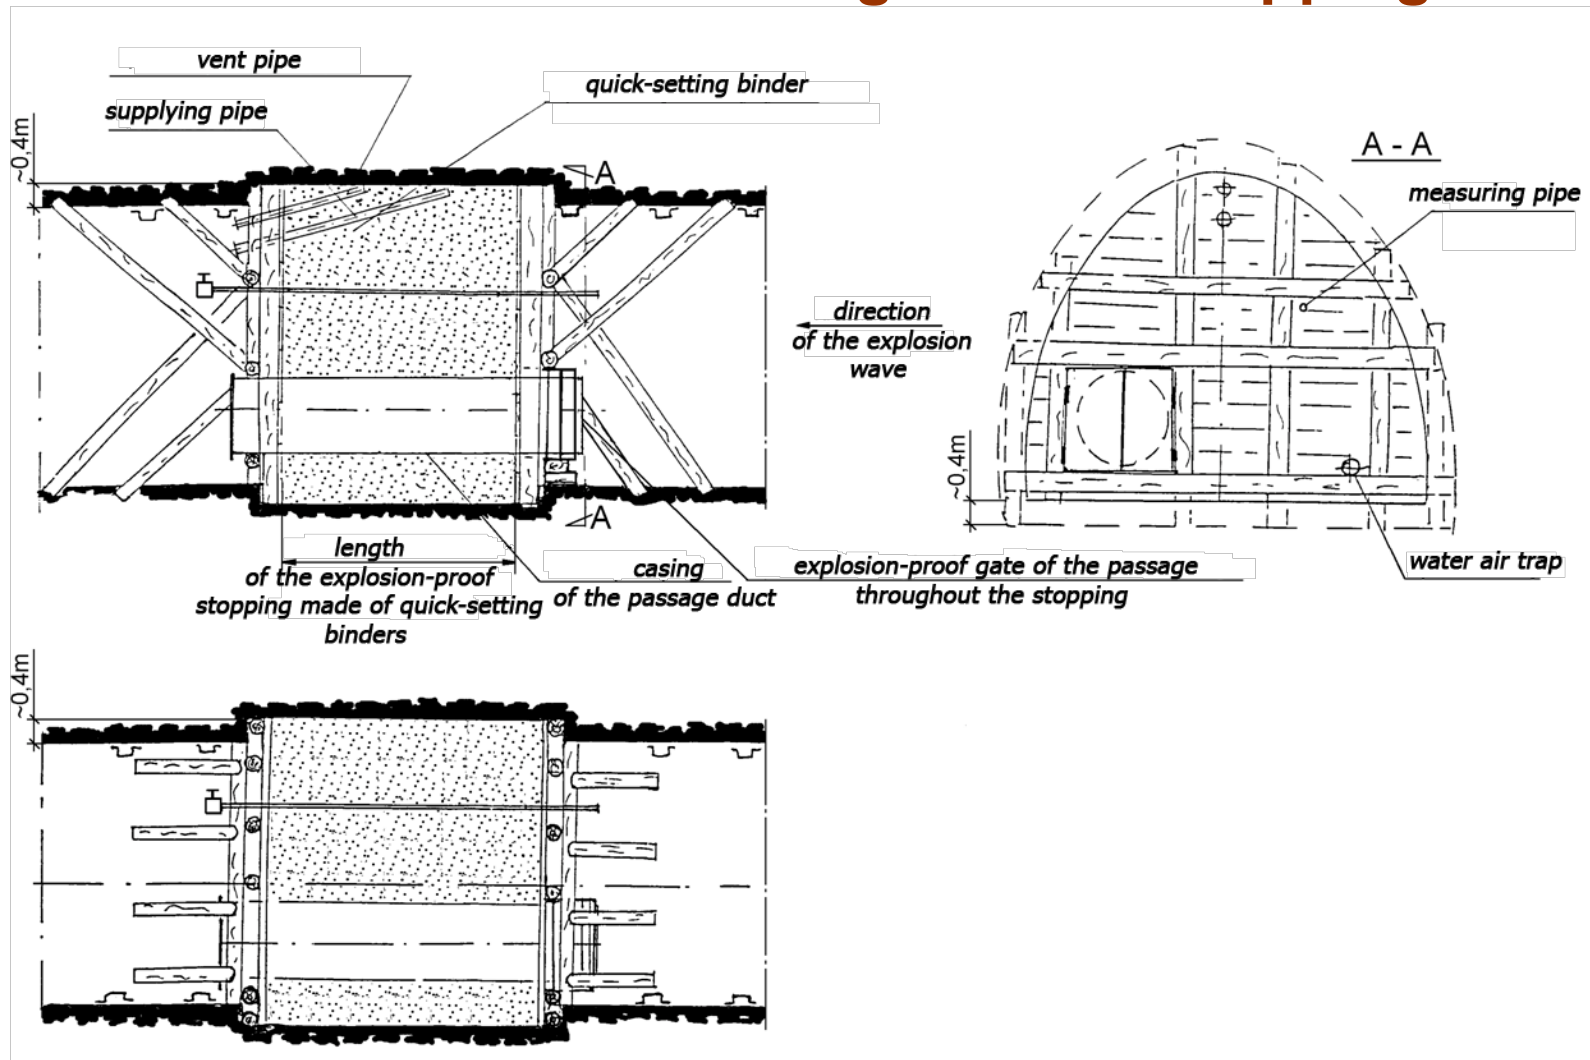 vent pipe
supplying pipe
quick-setting binder
~0,4m
A
A - A
measuring pipe
direction
of the explosion
wave
~0,4m
A
length
of the explosion-proof
stopping made of quick-setting
binders
casing
of the passage duct
explosion-proof gate of the passage
throughout the stopping
water air trap
~0,4m